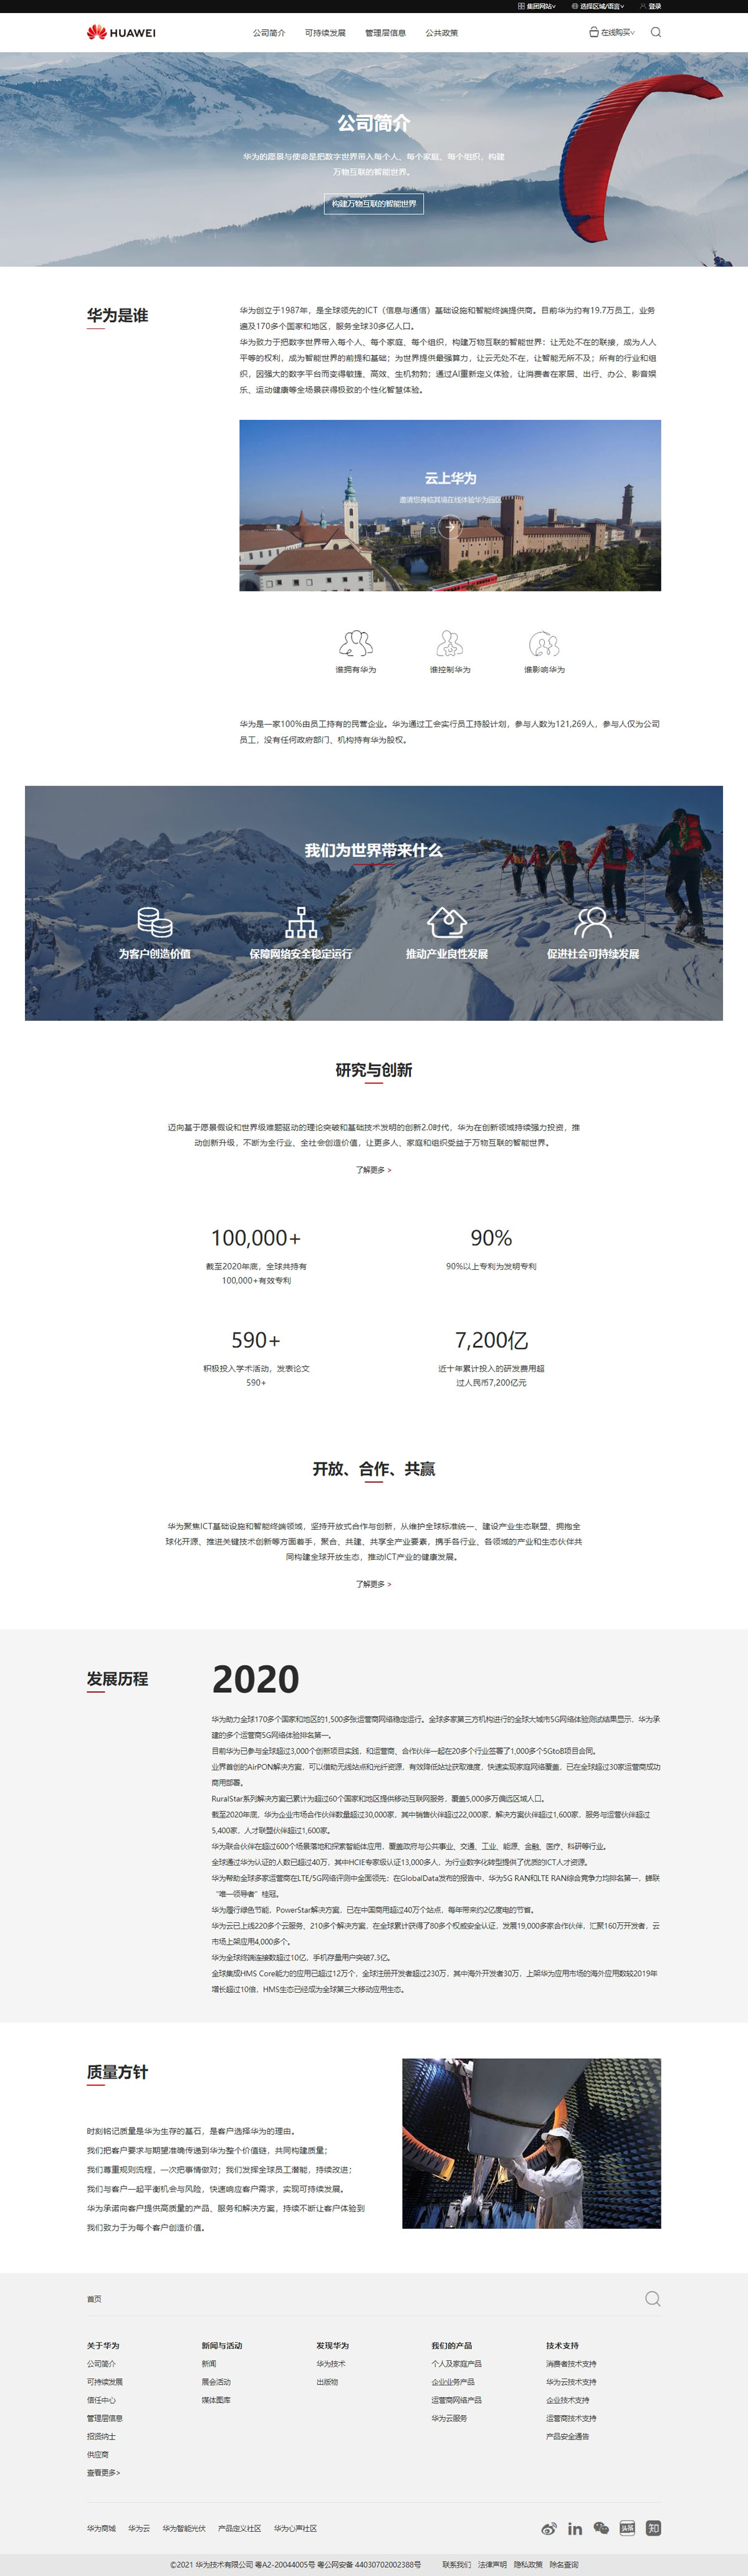 集团网站
选择区域/语言
登录
HUAWEI
公司简介
可持续发展
管理层信息
公共政策
在线购买
公司简介
华为的愿景与使命是把数字世界带入每个人、每个家庭、每个组织，构建
万物互联的智能世界。
构建万物互联的智能世界
华为是谁
华为创立于1987年，是全球领先的ICT（信息与通信）基础设施和智能终端提供商。目前华为约有19.7万员工，业务
遍及170多个国家和地区，服务全球30多亿人口。
华为致力于把数字世界带入每个人、每个家庭、每个组织，构建万物互联的智能世界：让无处不在的联接，成为人人
平等的权利，成为智能世界的前提和基础；为世界提供最强算力，让云无处不在，让智能无所不及；所有的行业和组
织，因强大的数字平台而变得敏捷、高效、生机勃勃；通过AI重新定义体验，让消费者在家居、出行、办公、影音娱
乐、运动健康等全场景获得极致的个性化智慧体验。
云上华为
邀请您身临其境在线体验华为园区
谁拥有华为
谁控制华为
谁影响华为
华为是一家100%由员工持有的民营企业。华为通过工会实行员工持股计划，参与人数为121,269人，参与人仅为公司
员工，没有任何政府部门、机构持有华为股权。
我们为世界带来什么
为客户创造价值
保障网络安全稳定运行
推动产业良性发展
促进社会可持续发展
研究与创新
迈向基于愿景假设和世界级难题驱动的理论突破和基础技术发明的创新2.0时代，华为在创新领域持续强力投资，推
动创新升级，不断为全行业、全社会创造价值，让更多人、家庭和组织受益于万物互联的智能世界。
了解更多 >
100,000+
截至2020年底，全球共持有
100,000+有效专利
90%
90%以上专利为发明专利
590+
积极投入学术活动，发表论文
590+
7,200亿
近十年累计投入的研发费用超
过人民币7,200亿元
开放、合作、共赢
华为聚焦ICT基础设施和智能终端领域，坚持开放式合作与创新，从维护全球标准统一、建设产业生态联盟、拥抱全
球化开源、推进关键技术创新等方面着手，聚合、共建、共享全产业要素，携手各行业、各领域的产业和生态伙伴共
同构建全球开放生态，推动ICT产业的健康发展。
了解更多 >
发展历程
2020
华为助力全球170多个国家和地区的1,500多张运营商网络稳定运行。全球多家第三方机构进行的全球大城市5G网络体验测试结果显示，华为承
建的多个运营商5G网络体验排名第一。
目前华为已参与全球超过3,000个创新项目实践，和运营商、合作伙伴一起在20多个行业签署了1,000多个5GtoB项目合同。
业界首创的AirPON解决方案，可以借助无线站点和光纤资源，有效降低站址获取难度，快速实现家庭网络覆盖，已在全球超过30家运营商成功
商用部署。
RuralStar系列解决方案已累计为超过60个国家和地区提供移动互联网服务，覆盖5,000多万偏远区域人口。
截至2020年底，华为企业市场合作伙伴数量超过30,000家，其中销售伙伴超过22,000家，解决方案伙伴超过1,600家，服务与运营伙伴超过
5,400家，人才联盟伙伴超过1,600家。
华为联合伙伴在超过600个场景落地和探索智能体应用，覆盖政府与公共事业、交通、工业、能源、金融、医疗、科研等行业。
全球通过华为认证的人数已超过40万，其中HCIE专家级认证13,000多人，为行业数字化转型提供了优质的ICT人才资源。
华为帮助全球多家运营商在LTE/5G网络评测中全面领先；在GlobalData发布的报告中，华为5G RAN和LTE RAN综合竞争力均排名第一，蝉联
“唯一领导者”桂冠。
华为履行绿色节能，PowerStar解决方案，已在中国商用超过40万个站点，每年带来约2亿度电的节省。
华为云已上线220多个云服务、210多个解决方案，在全球累计获得了80多个权威安全认证，发展19,000多家合作伙伴，汇聚160万开发者，云
市场上架应用4,000多个。
华为全球终端连接数超过10亿，手机存量用户突破7.3亿。
全球集成HMS Core能力的应用已超过12万个，全球注册开发者超过230万，其中海外开发者30万，上架华为应用市场的海外应用数较2019年
增长超过10倍，HMS生态已经成为全球第三大移动应用生态。
质量方针
时刻铭记质量是华为生存的基石，是客户选择华为的理由。
我们把客户要求与期望准确传递到华为整个价值链，共同构建质量；
我们尊重规则流程，一次把事情做对；我们发挥全球员工潜能，持续改进；
我们与客户一起平衡机会与风险，快速响应客户需求，实现可持续发展。
华为承诺向客户提供高质量的产品、服务和解决方案，持续不断让客户体验到
我们致力于为每个客户创造价值。
首页
关于华为
公司简介
可持续发展
信任中心
管理层信息
招贤纳士
供应商
查看更多>
新闻与活动
新闻
展会活动
媒体图库
发现华为
华为技术
出版物
我们的产品
个人及家庭产品
企业业务产品
运营商网络产品
华为云服务
技术支持
消费者技术支持
华为云技术支持
企业技术支持
运营商技术支持
产品安全通告
华为商城
华为云
华为智能光伏
产品定义社区
华为心声社区
头条
知
©2021 华为技术有限公司 粤A2-20044005号 粤公网安备 44030702002388号
联系我们
法律声明
隐私政策
除名查询